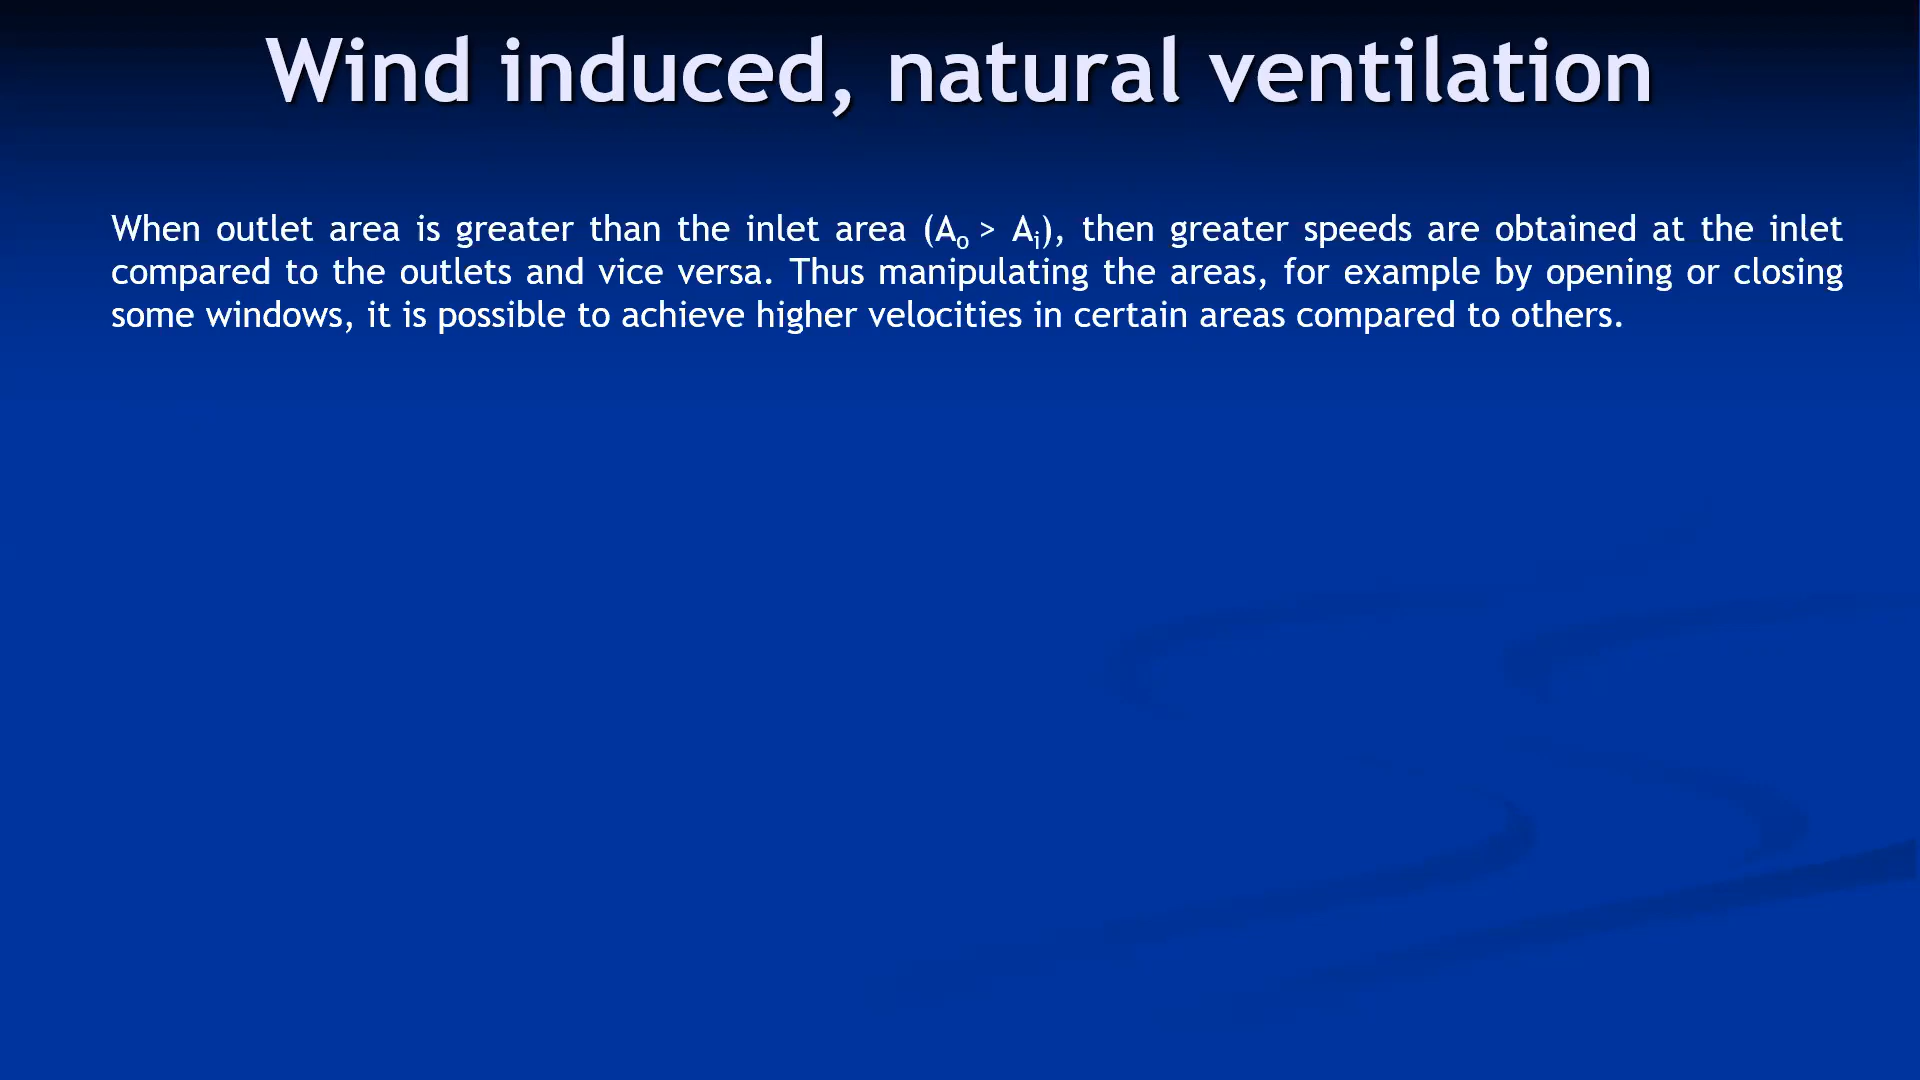 Wind induced, natural ventilation
When outlet area is greater than the inlet area (Aₒ > Aᵢ), then greater speeds are obtained at the inlet
compared to the outlets and vice versa. Thus manipulating the areas, for example by opening or closing
some windows, it is possible to achieve higher velocities in certain areas compared to others.